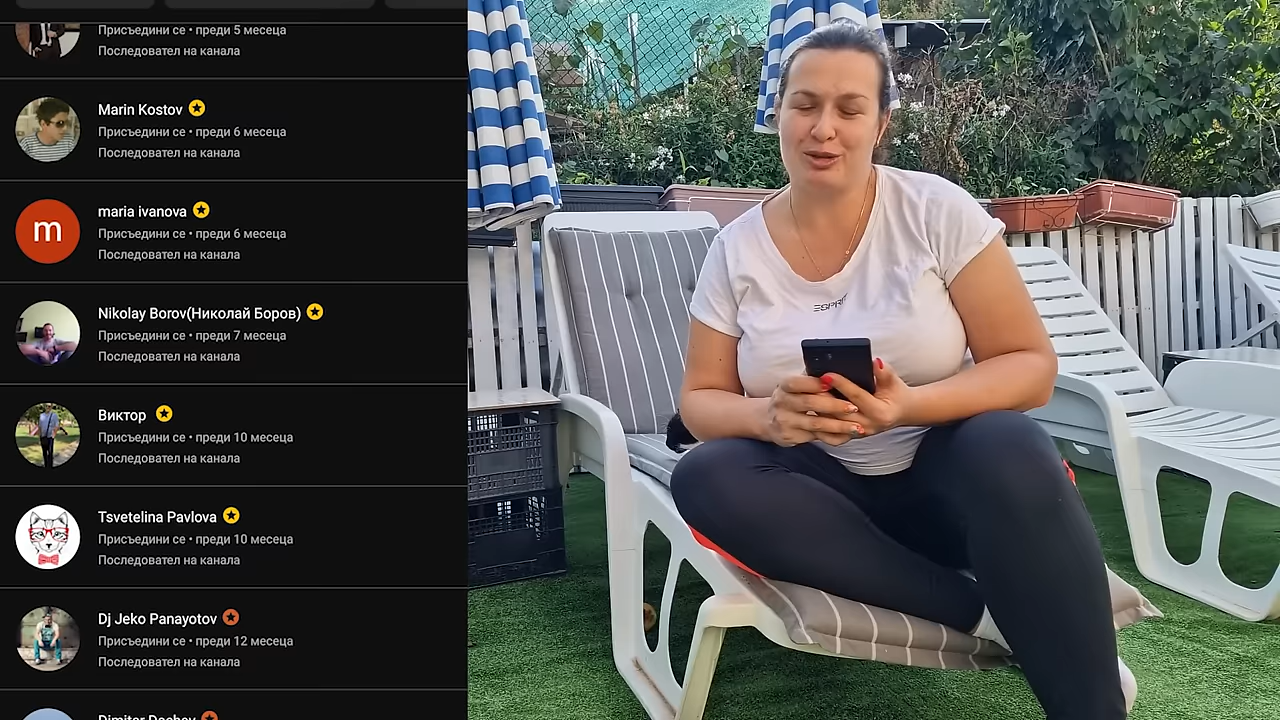 Присъедини се • преди 5 месеца
Последовател на канала
Marin Kostov
Присъедини се • преди 6 месеца
Последовател на канала
m
maria ivanova
Присъедини се • преди 6 месеца
Последовател на канала
Nikolay Borov(Николай Боров)
Присъедини се • преди 7 месеца
Последовател на канала
Виктор
Присъедини се • преди 10 месеца
Последовател на канала
Tsvetelina Pavlova
Присъедини се • преди 10 месеца
Последовател на канала
Dj Jeko Panayotov
Присъедини се • преди 12 месеца
Последовател на канала
Dimitar Dochev
ESPRIT